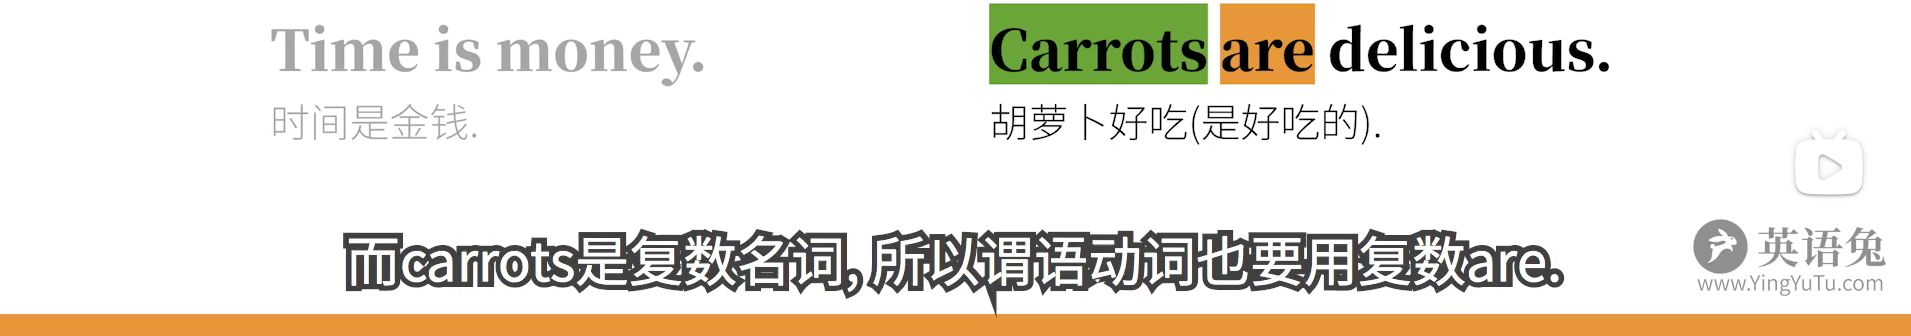 Time is money.
Carrots are delicious.
时间是金钱.
胡萝卜好吃(是好吃的).
而carrots是复数名词, 所以谓语动词也要用复数are.
英语兔
www.YingYuTu.com